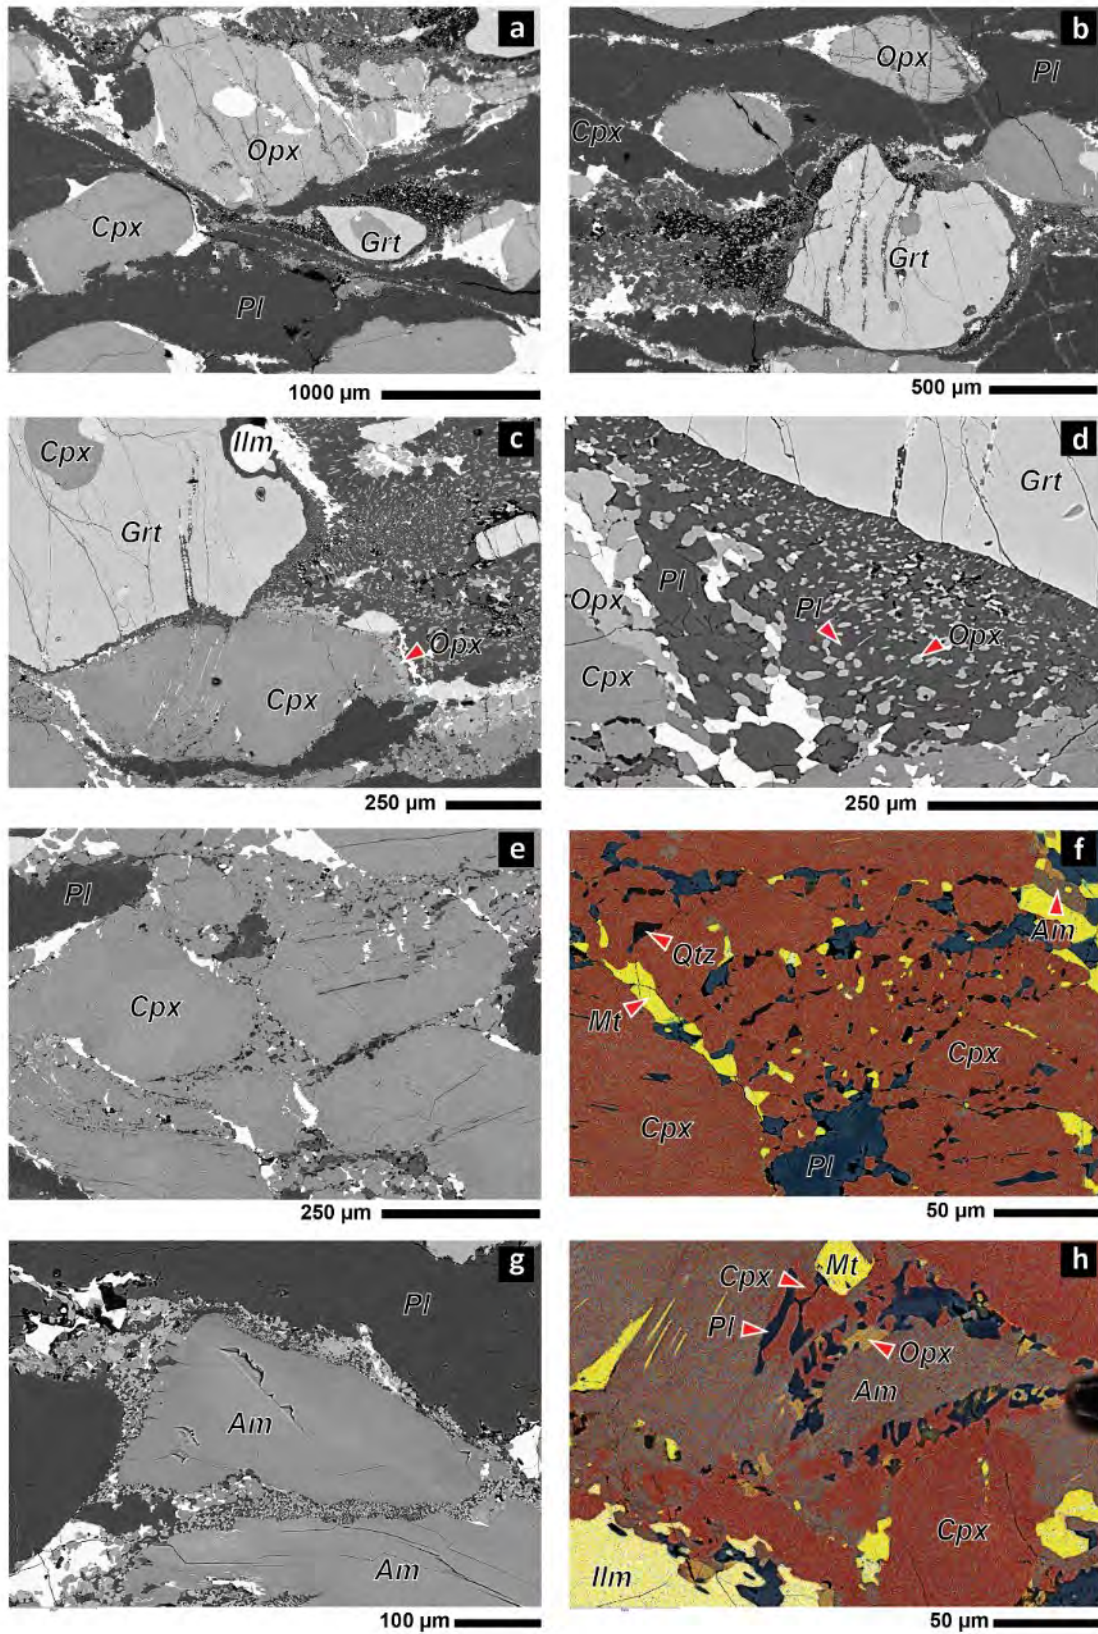 a
Opx
Cpx
Grt
Pl
1000 µm
b
Opx
Pl
Cpx
Grt
500 µm
c
Ilm
Cpx
Grt
Opx
Cpx
250 µm
d
Grt
Pl
Pl
Opx
Opx
Cpx
250 µm
e
Pl
Cpx
250 µm
f
Am
Qtz
Mt
Cpx
Cpx
Pl
50 µm
g
Pl
Am
Am
100 µm
h
Mt
Cpx
Pl
Opx
Am
Cpx
Ilm
50 µm